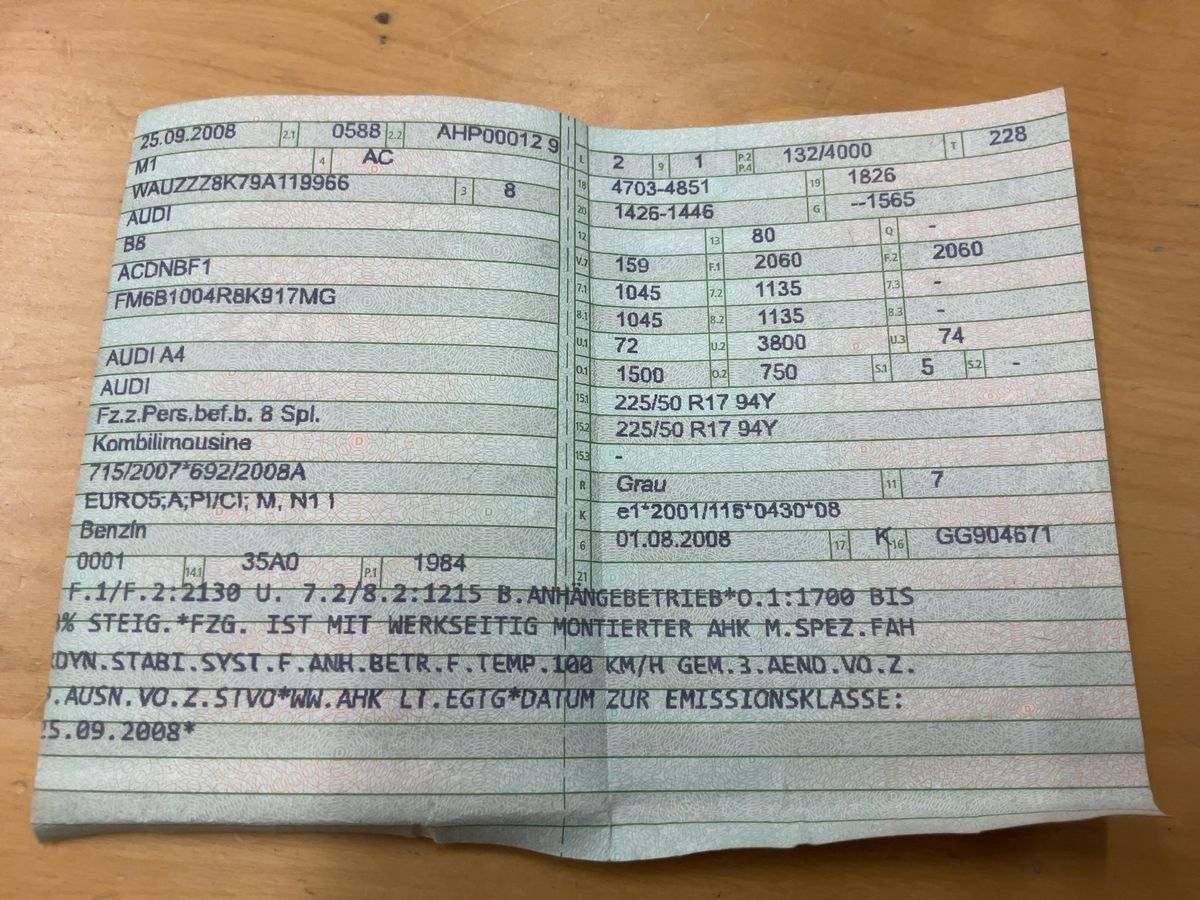 25.09.2008 2.1 0588 2.2 AHP00012 9
M1 4 AC
WAUZZZ8K79A119966 3 8
AUDI
B8
ACDNBF1
FM6B1004R8K917MG
AUDI A4
AUDI
Fz.z.Pers.bef.b. 8 Spl.
Kombilimousine
715/2007*692/2008A
EURO5;A;PI/CI; M, N1 I
Benzin
0001 14.1 35A0 P.1 1984
L 2 9 1 P.2 P.4 132/4000 T 228
18 4703-4851 19 1826
20 1426-1446 G --1565
12 13 80 Q -
V.7 159 F.1 2060 F.2 2060
7.1 1045 7.2 1135 7.3 -
8.1 1045 8.2 1135 8.3 -
U.1 72 U.2 3800 U.3 74
O.1 1500 O.2 750 S.1 5 S.2 -
15.1 225/50 R17 94Y
15.2 225/50 R17 94Y
15.3 -
R Grau 11 7
K e1*2001/116*0430*08
6 01.08.2008 17 K 16 GG904671
21
F.1/F.2:2130 U. 7.2/8.2:1215 B.ANHÄNGEBETRIEB*O.1:1700 BIS
% STEIG.*FZG. IST MIT WERKSEITIG MONTIERTER AHK M.SPEZ.FAH
DYN.STABI.SYST.F.ANH.BETR.F.TEMP.100 KM/H GEM.3.AEND.VO.Z.
.AUSN.VO.Z.STVO*WW.AHK LT.EGTG*DATUM ZUR EMISSIONSKLASSE:
5.09.2008*